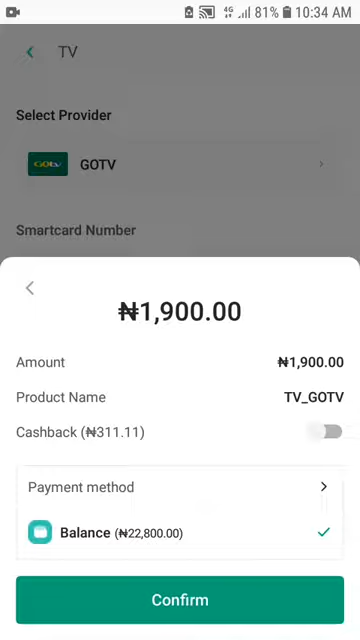 4G 81% 10:34 AM
TV
Select Provider
GOtv GOTV
Smartcard Number
₦1,900.00
Amount ₦1,900.00
Product Name TV_GOTV
Cashback (₦311.11)
Payment method
Balance (₦22,800.00)
Confirm